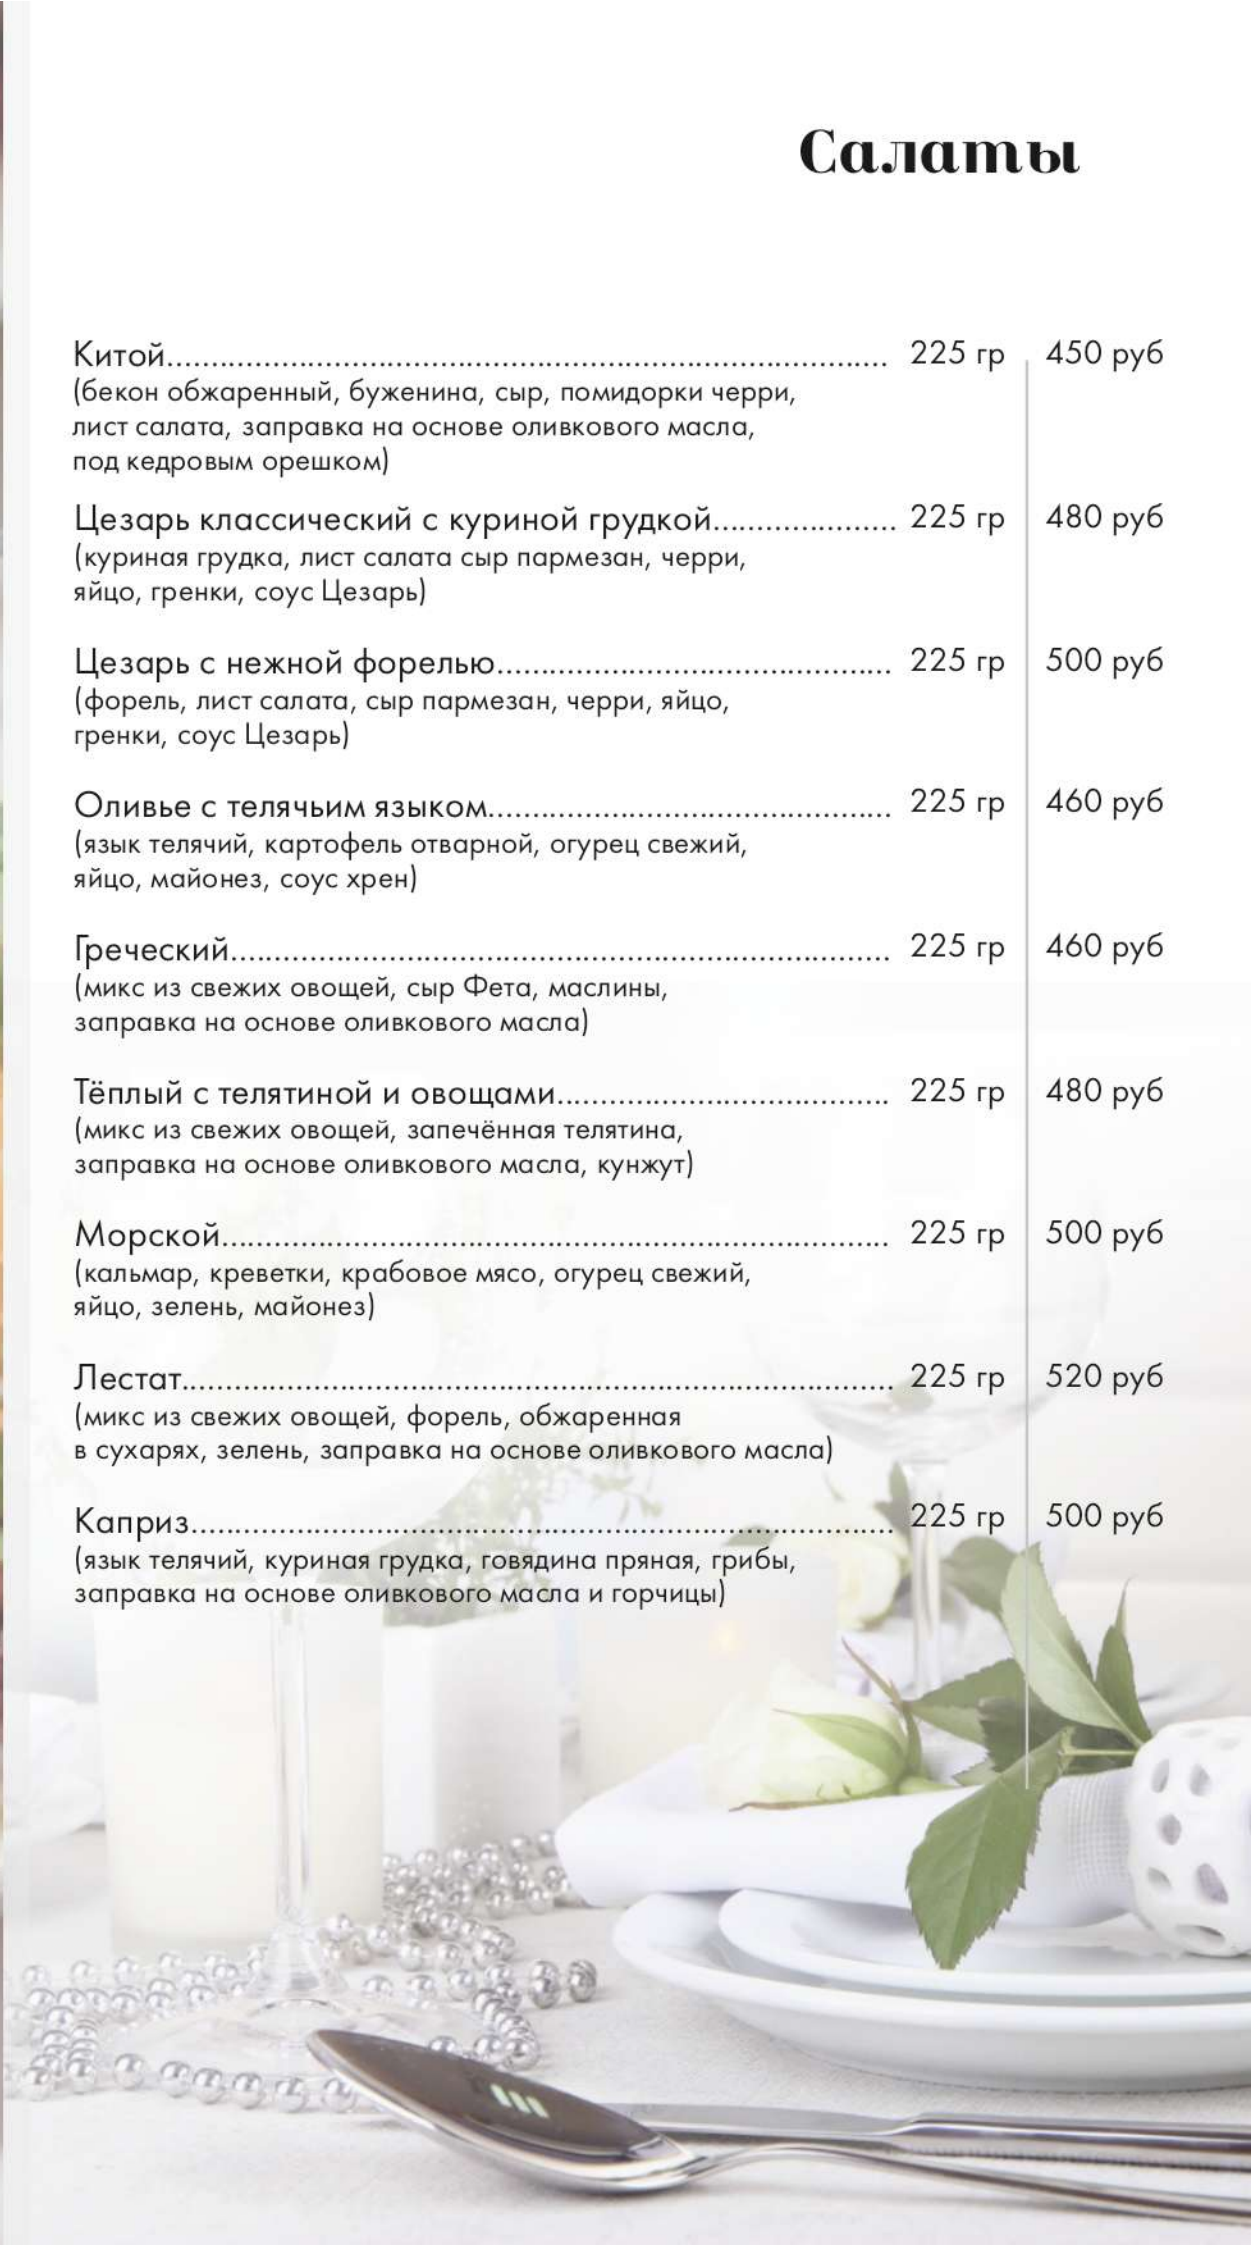 Салаты
Китой................................................................................ 225 гр 450 руб
(бекон обжаренный, буженина, сыр, помидорки черри,
лист салата, заправка на основе оливкового масла,
под кедровым орешком)
Цезарь классический с куриной грудкой..................... 225 гр 480 руб
(куриная грудка, лист салата сыр пармезан, черри,
яйцо, гренки, соус Цезарь)
Цезарь с нежной форелью............................................ 225 гр 500 руб
(форель, лист салата, сыр пармезан, черри, яйцо,
гренки, соус Цезарь)
Оливье с телячьим языком............................................. 225 гр 460 руб
(язык телячий, картофель отварной, огурец свежий,
яйцо, майонез, соус хрен)
Греческий......................................................................... 225 гр 460 руб
(микс из свежих овощей, сыр Фета, маслины,
заправка на основе оливкового масла)
Тёплый с телятиной и овощами..................................... 225 гр 480 руб
(микс из свежих овощей, запечённая телятина,
заправка на основе оливкового масла, кунжут)
Морской.......................................................................... 225 гр 500 руб
(кальмар, креветки, крабовое мясо, огурец свежий,
яйцо, зелень, майонез)
Лестат............................................................................... 225 гр 520 руб
(микс из свежих овощей, форель, обжаренная
в сухарях, зелень, заправка на основе оливкового масла)
Каприз.............................................................................. 225 гр 500 руб
(язык телячий, куриная грудка, говядина пряная, грибы,
заправка на основе оливкового масла и горчицы)